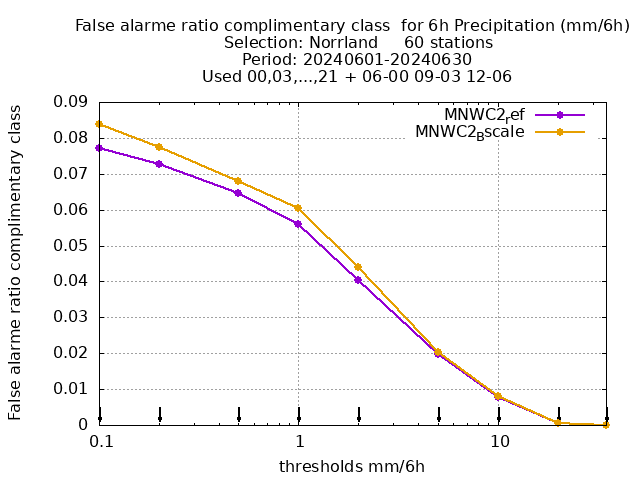 False alarme ratio complimentary class  for 6h Precipitation (mm/6h)
Selection: Norrland     60 stations
Period: 20240601-20240630
Used 00,03,...,21 + 06-00 09-03 12-06
MNWC2ref
MNWC2Bscale
False alarme ratio complimentary class
0.09
0.08
0.07
0.06
0.05
0.04
0.03
0.02
0.01
0
0.1
1
10
thresholds mm/6h